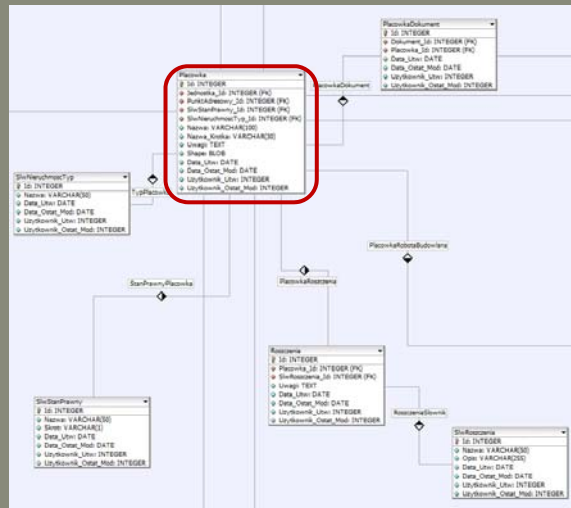 PlacowkaDokument
Id: INTEGER
Dokument_Id: INTEGER (FK)
Placowka_Id: INTEGER (FK)
Data_Utw: DATE
Data_Ostat_Mod: DATE
Uzytkownik_Utw: INTEGER
Uzytkownik_Ostat_Mod: INTEGER
PlacowkaDokument
Placowka
Id: INTEGER
Jednostka_Id: INTEGER (FK)
PunktAdresowy_Id: INTEGER (FK)
SlwStanPrawny_Id: INTEGER (FK)
SlwNieruchmoscTyp_Id: INTEGER (FK)
Nazwa: VARCHAR(100)
Nazwa_Krotka: VARCHAR(30)
Uwagi: TEXT
Shape: BLOB
Data_Utw: DATE
Data_Ostat_Mod: DATE
Uzytkownik_Utw: INTEGER
Uzytkownik_Ostat_Mod: INTEGER
SlwNieruchmoscTyp
Id: INTEGER
Nazwa: VARCHAR(50)
Data_Utw: DATE
Data_Ostat_Mod: DATE
Uzytkownik_Utw: INTEGER
Uzytkownik_Ostat_Mod: INTEGER
TypPlacowki
PlacowkaRobotaBudowlana
StanPrawnyPlacowka
PlacowkaRoszczenia
Roszczenia
Id: INTEGER
Placowka_Id: INTEGER (FK)
SlwRoszczenia_Id: INTEGER (FK)
Uwagi: TEXT
Data_Utw: DATE
Data_Ostat_Mod: DATE
Uzytkownik_Utw: INTEGER
Uzytkownik_Ostat_Mod: INTEGER
RoszczeniaSlownik
SlwStanPrawny
Id: INTEGER
Nazwa: VARCHAR(50)
Skrot: VARCHAR(1)
Data_Utw: DATE
Data_Ostat_Mod: DATE
Uzytkownik_Utw: INTEGER
Uzytkownik_Ostat_Mod: INTEGER
SlwRoszczenia
Id: INTEGER
Nazwa: VARCHAR(50)
Opis: VARCHAR(255)
Data_Utw: DATE
Data_Ostat_Mod: DATE
Uzytkownik_Utw: INTEGER
Uzytkownik_Ostat_Mod: INTEGER